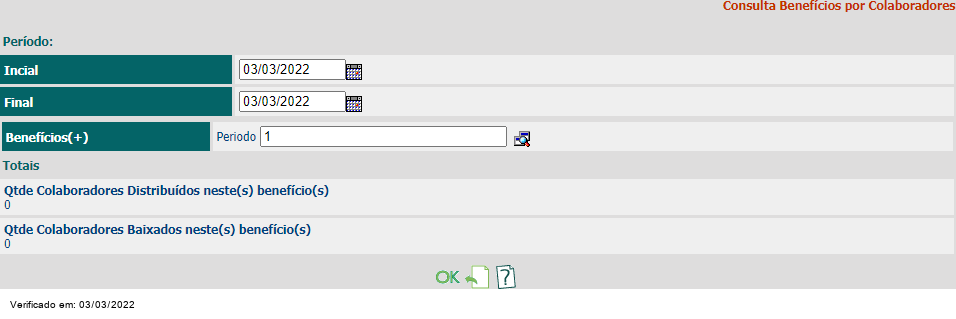 Consulta Benefícios por Colaboradores
Período:
Incial 03/03/2022
Final 03/03/2022
Benefícios(+) Periodo 1
Totais
Qtde Colaboradores Distribuídos neste(s) benefício(s)
0
Qtde Colaboradores Baixados neste(s) benefício(s)
0
OK ?
Verificado em: 03/03/2022